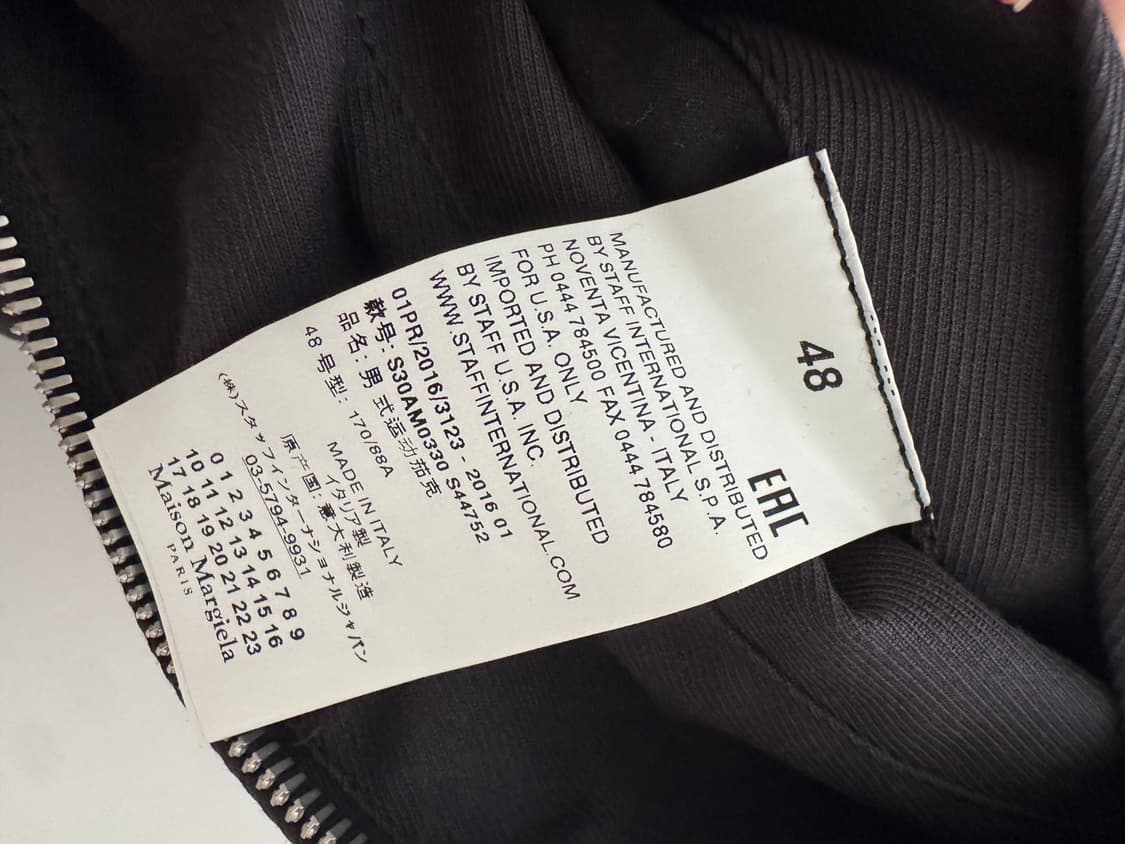 48
EAC
MANUFACTURED AND DISTRIBUTED
BY STAFF INTERNATIONAL S.P.A.
NOVENTA VICENTINA - ITALY
PH 0444 784500 FAX 0444 784580
FOR U.S.A. ONLY
IMPORTED AND DISTRIBUTED
BY STAFF U.S.A. INC.
WWW.STAFFINTERNATIONAL.COM
01PR/2016/3123 - 2016 01
款号: S30AM0330 S44752
品名: 男式运动茄克
48 号型: 170/88A
MADE IN ITALY
イタリア製
原产国: 意大利製造
(株)スタッフインターナショナルジャパン
03-5794-9931
0 1 2 3 4 5 6 7 8 9
10 11 12 13 14 15 16
17 18 19 20 21 22 23
Maison Margiela
PARIS